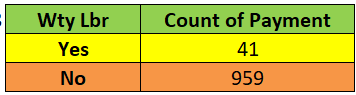 Wty Lbr Count of Payment
Yes 41
No 959